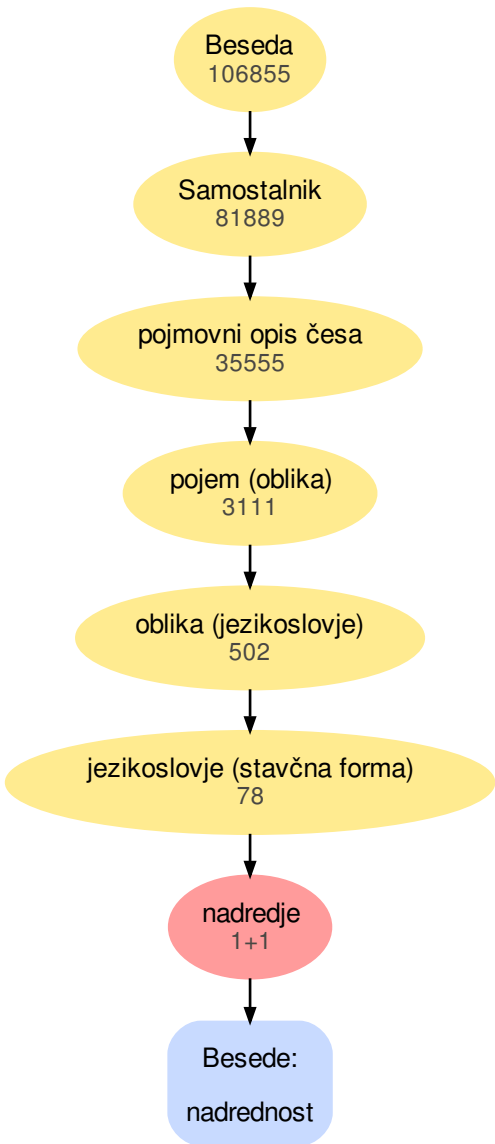 Beseda
106855
Samostalnik
81889
pojmovni opis česa
35555
pojem (oblika)
3111
oblika (jezikoslovje)
502
jezikoslovje (stavčna forma)
78
nadredje
1+1
Besede:
nadrednost